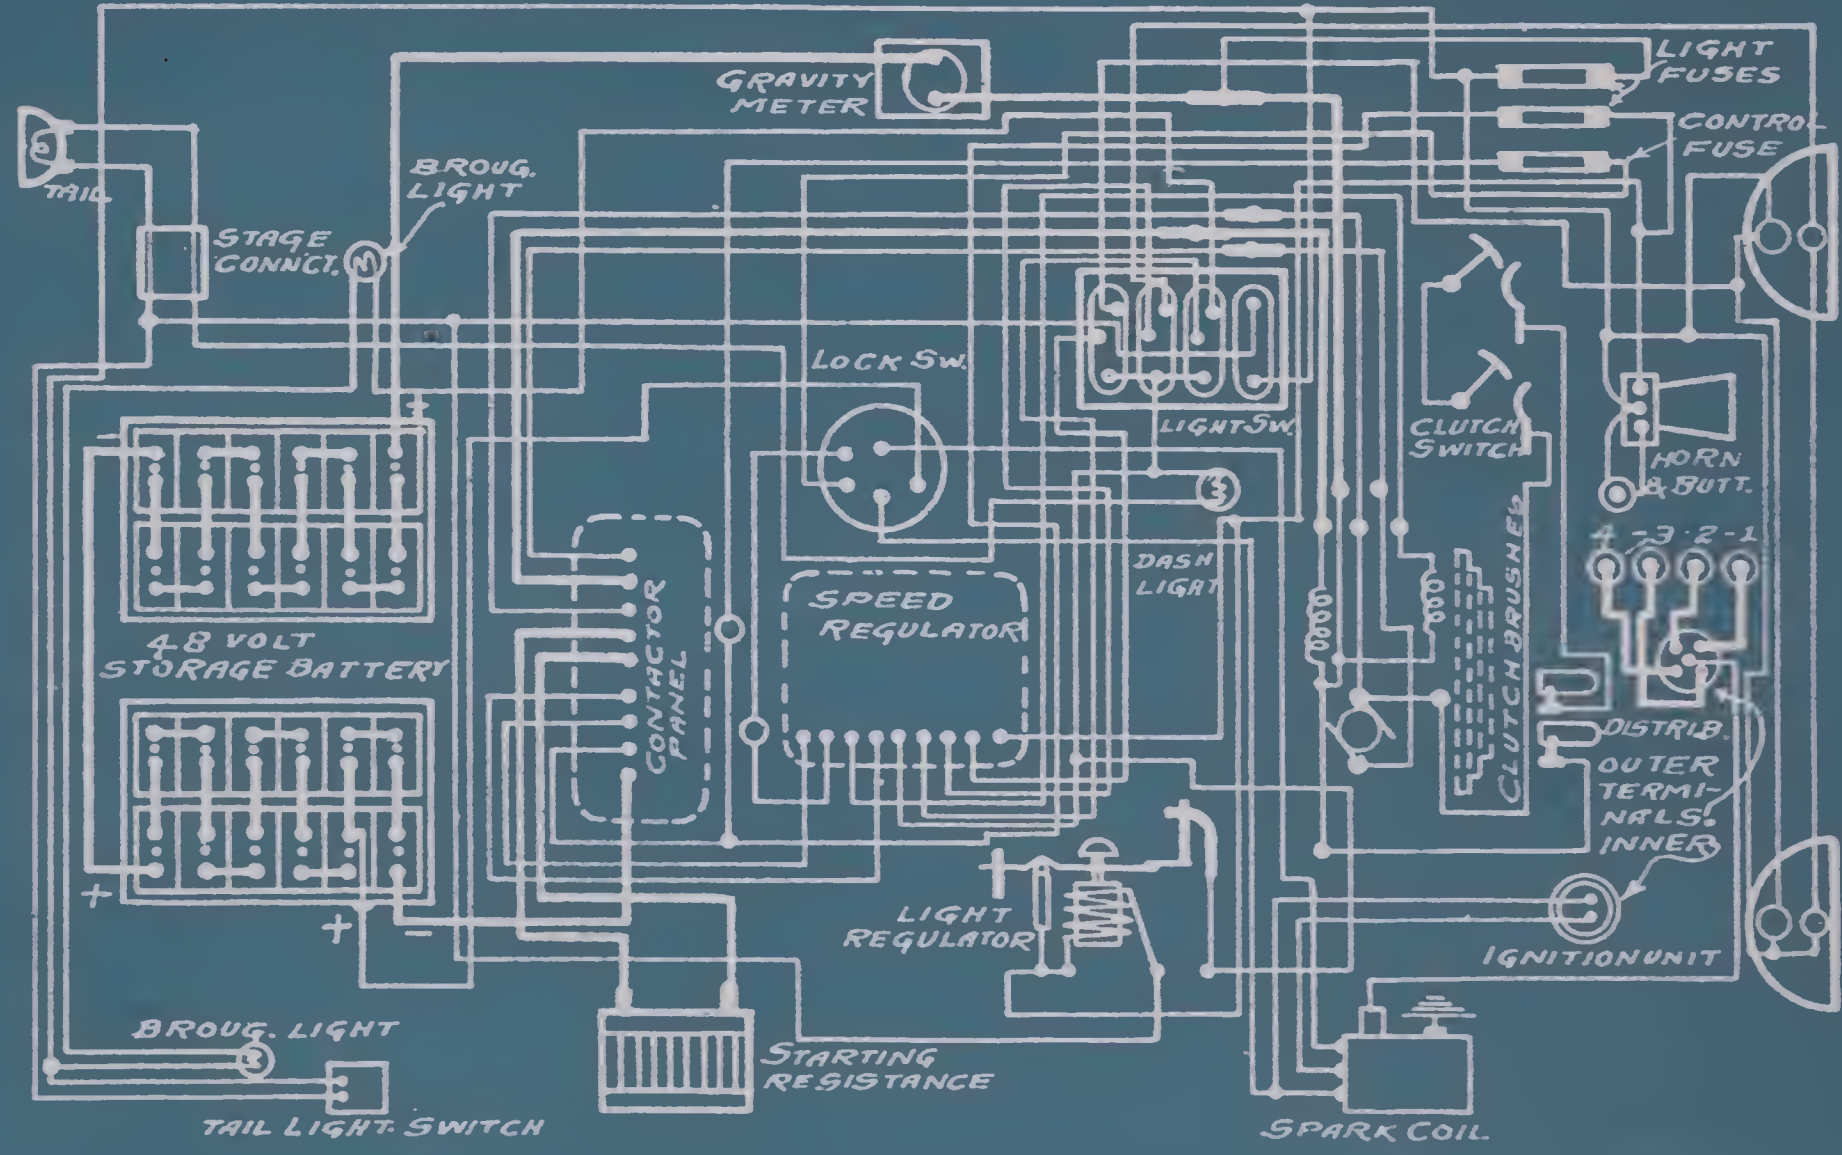 GRAVITY
METER
LIGHT
FUSES
CONTROL
FUSE
TAIL
BROUG.
LIGHT
STAGE
CONNCT.
LOCK SW.
LIGHT SW.
CLUTCH
SWITCH
HORN
& BUTT.
+
-
48 VOLT
STORAGE BATTERY
CONTACTOR
PANEL
SPEED
REGULATOR
DASH
LIGHT
CLUTCH BRUSHES
4-3-2-1
DISTRIB.
OUTER
TERMI-
NALS.
INNER
+
+
-
LIGHT
REGULATOR
IGNITION UNIT
BROUG. LIGHT
TAIL LIGHT. SWITCH
STARTING
RESISTANCE
SPARK COIL